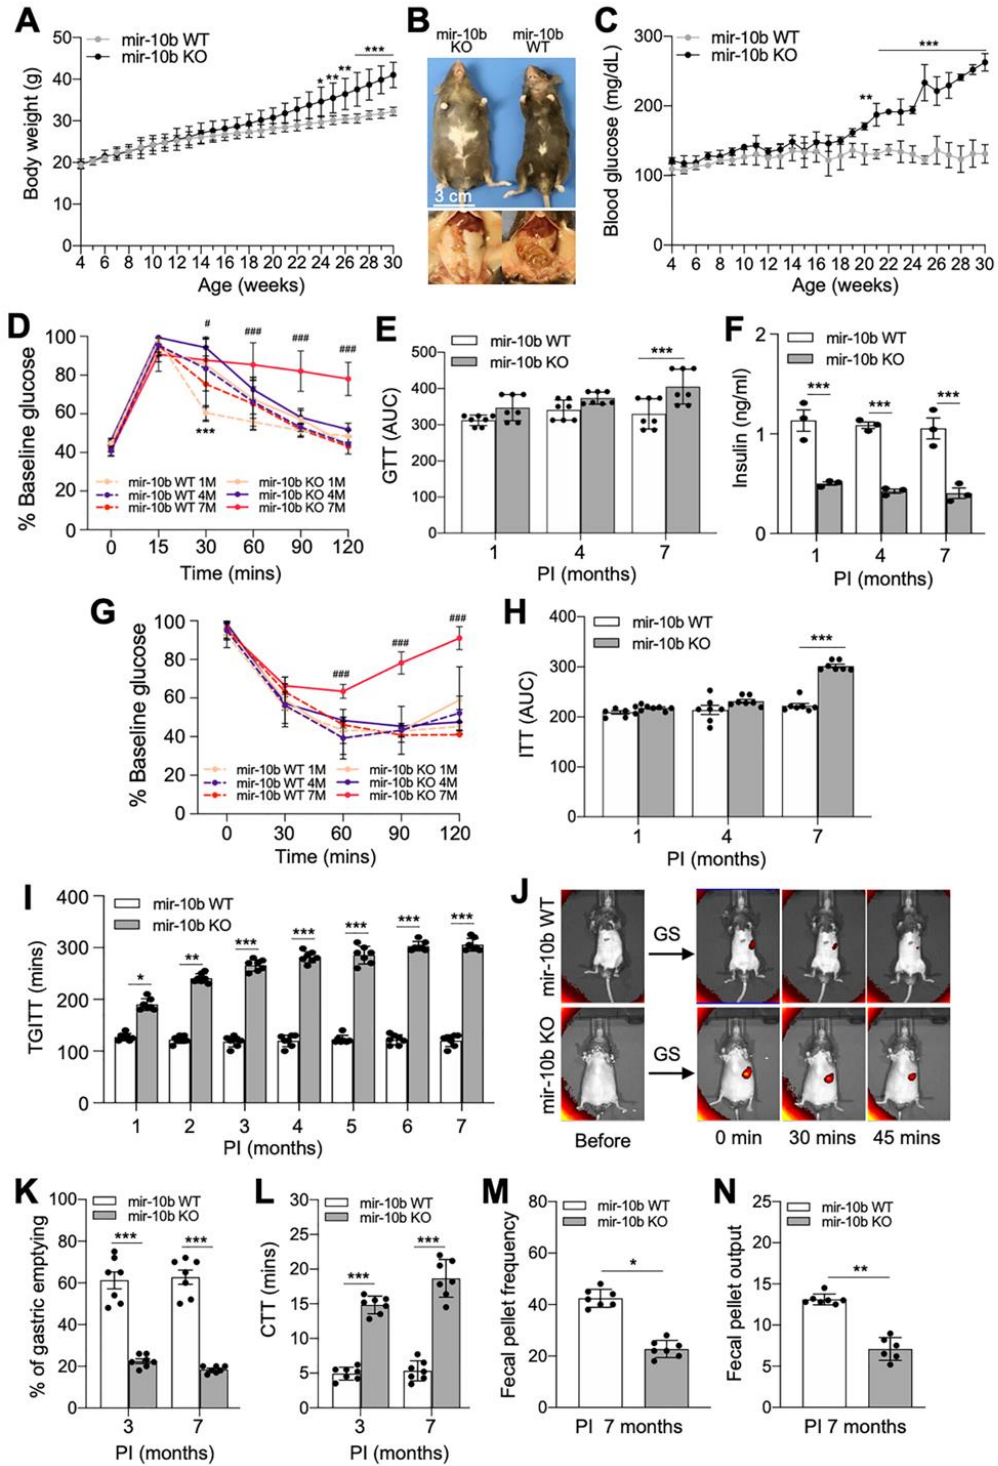 A
mir-10b WT
mir-10b KO
Body weight (g)
50
40
30
20
10
0
***
*
**
**
4 6 8 10 12 14 16 18 20 22 24 26 28 30
Age (weeks)
B
mir-10b KO
mir-10b WT
3 cm
C
mir-10b WT
mir-10b KO
Blood glucose (mg/dL)
300
200
100
0
**
***
4 6 8 10 12 14 16 18 20 22 24 26 28 30
Age (weeks)
D
% Baseline glucose
100
80
60
40
20
0
#
###
###
###
***
mir-10b WT 1M
mir-10b KO 1M
mir-10b WT 4M
mir-10b KO 4M
mir-10b WT 7M
mir-10b KO 7M
0 15 30 60 90 120
Time (mins)
E
mir-10b WT
mir-10b KO
GTT (AUC)
500
400
300
200
100
0
***
1 4 7
PI (months)
F
mir-10b WT
mir-10b KO
Insulin (ng/ml)
2
1
0
***
***
***
1 4 7
PI (months)
G
% Baseline glucose
100
80
60
40
20
0
###
###
###
mir-10b WT 1M
mir-10b KO 1M
mir-10b WT 4M
mir-10b KO 4M
mir-10b WT 7M
mir-10b KO 7M
0 30 60 90 120
Time (mins)
H
mir-10b WT
mir-10b KO
ITT (AUC)
400
300
200
100
0
***
1 4 7
PI (months)
I
mir-10b WT
mir-10b KO
TGITT (mins)
400
300
200
100
0
*
**
***
***
***
***
***
1 2 3 4 5 6 7
PI (months)
J
mir-10b WT
GS
mir-10b KO
GS
Before
0 min
30 mins
45 mins
K
mir-10b WT
mir-10b KO
% of gastric emptying
100
80
60
40
20
0
***
***
3 7
PI (months)
L
mir-10b WT
mir-10b KO
CTT (mins)
30
25
20
15
10
5
0
***
***
3 7
PI (months)
M
mir-10b WT
mir-10b KO
Fecal pellet frequency
80
60
40
20
0
*
PI 7 months
N
mir-10b WT
mir-10b KO
Fecal pellet output
25
20
15
10
5
0
**
PI 7 months